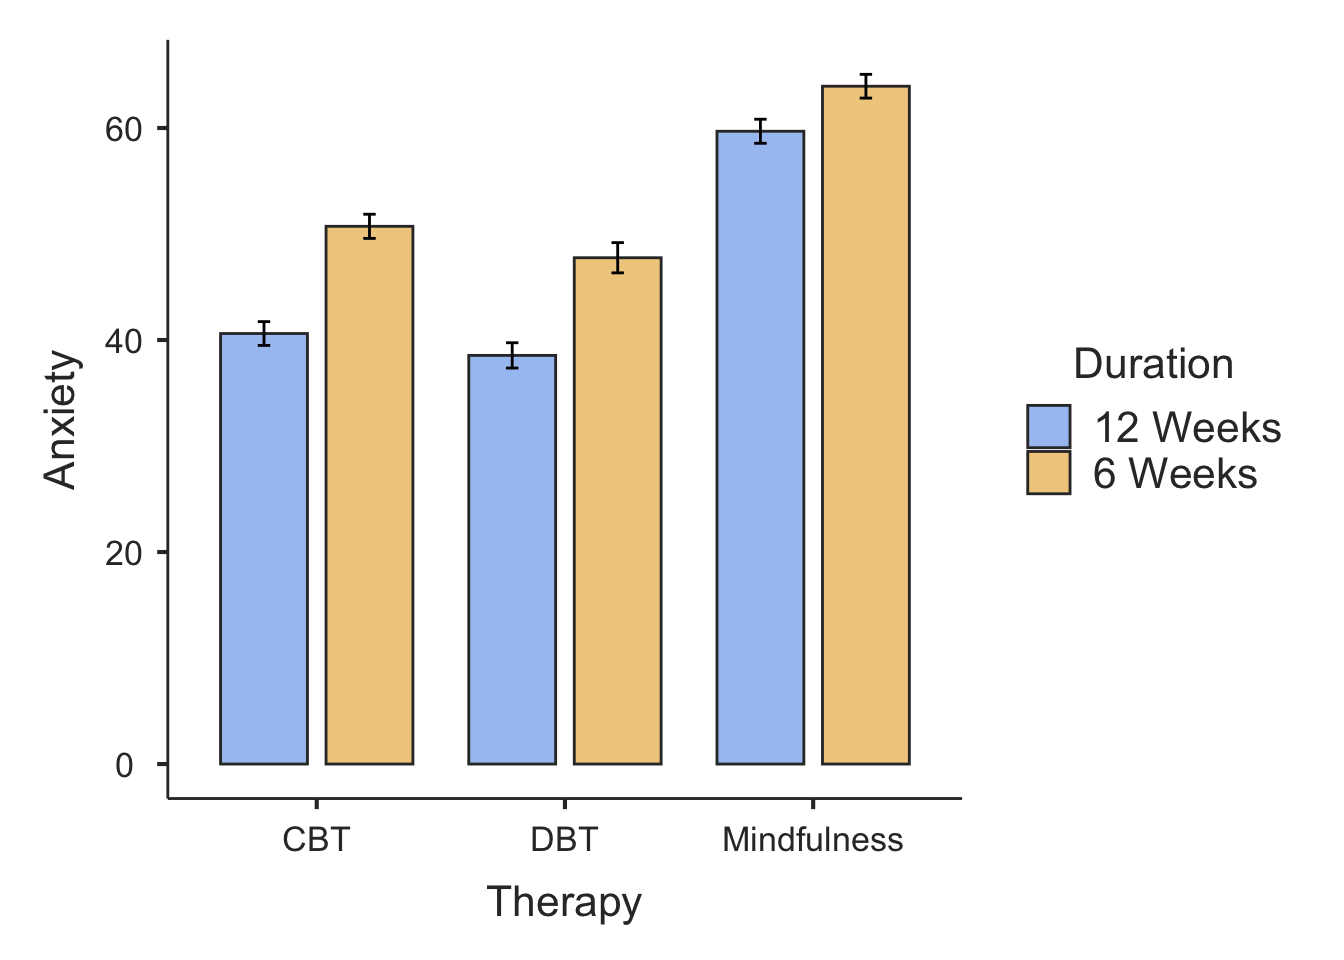 60
40
20
0
Anxiety
CBT
DBT
Mindfulness
Therapy
Duration
12 Weeks
6 Weeks